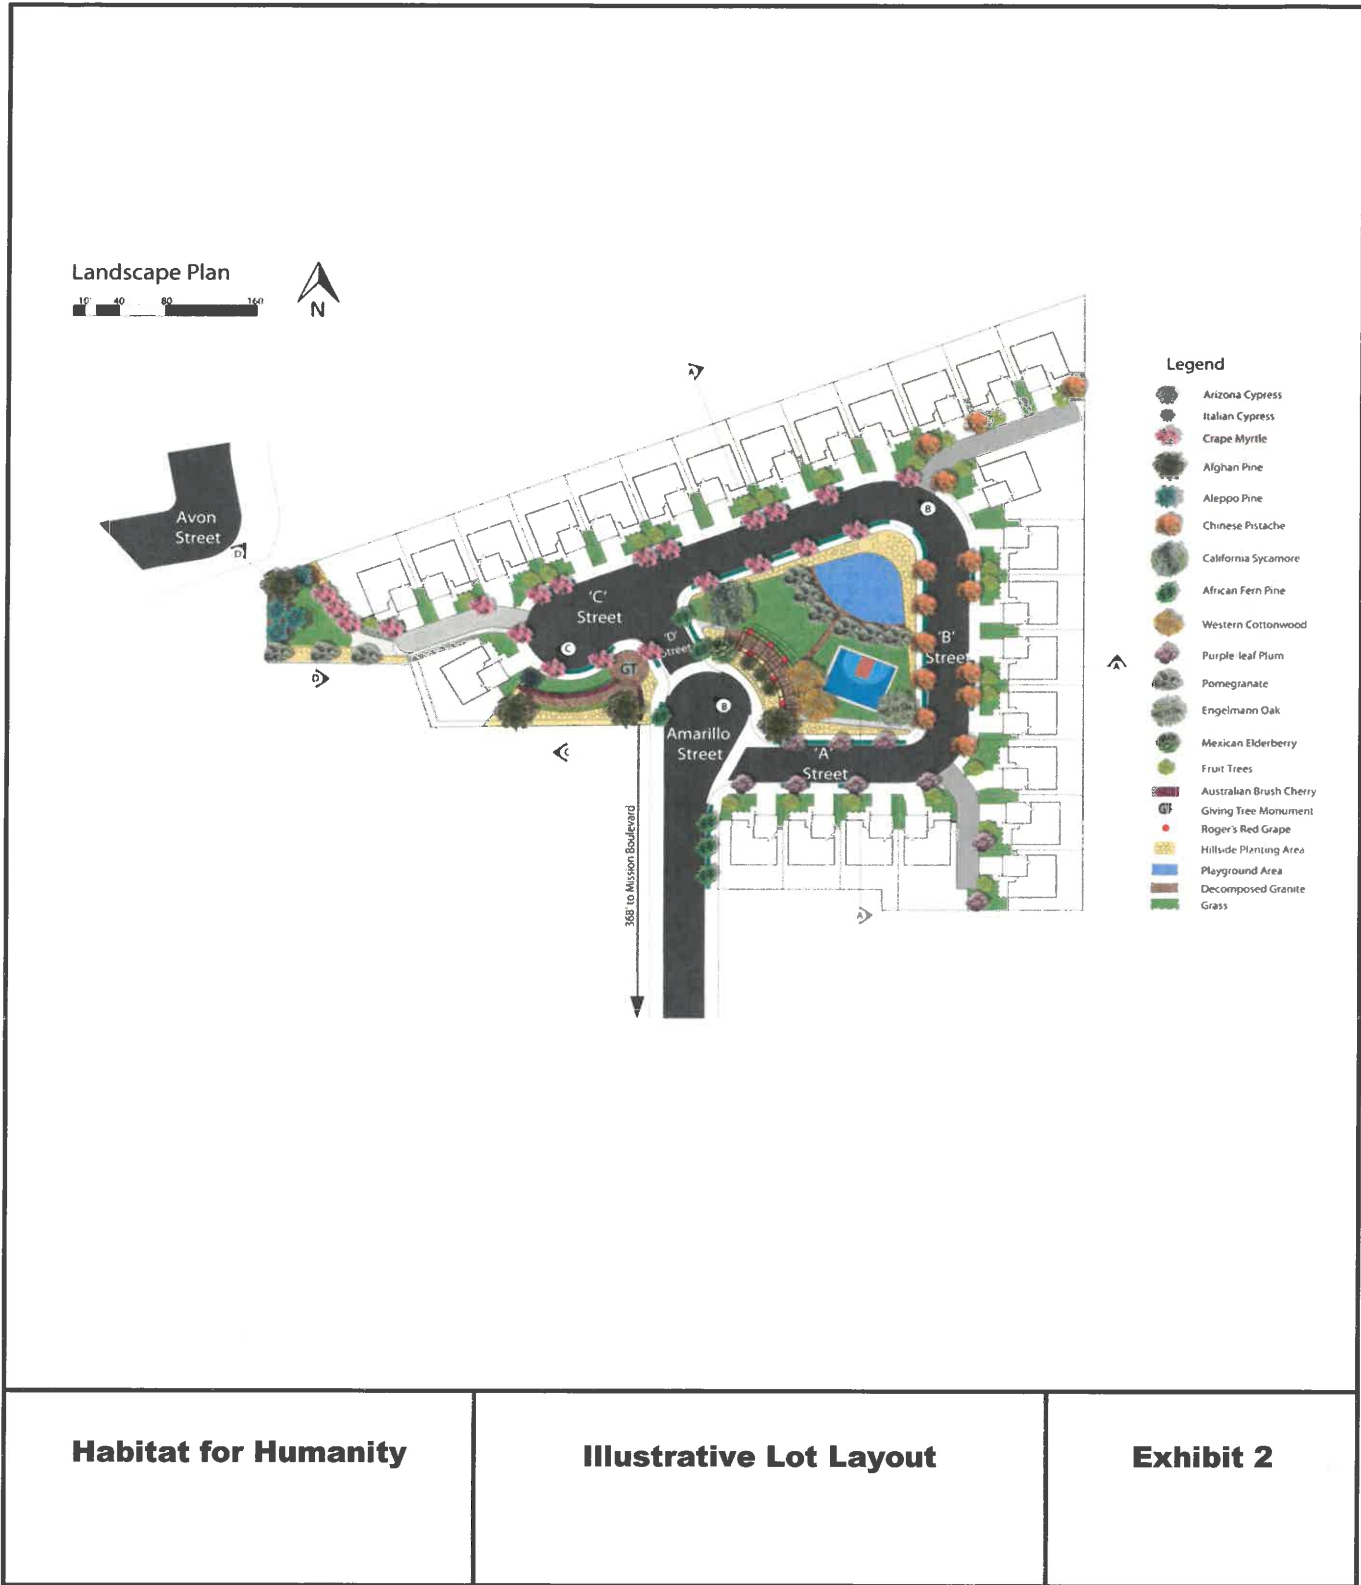 Landscape Plan
10' 40 80 160
N
Legend
Arizona Cypress
Italian Cypress
Crape Myrtle
Afghan Pine
Aleppo Pine
Chinese Pistache
California Sycamore
African Fern Pine
Western Cottonwood
Purple-leaf Plum
Pomegranate
Engelmann Oak
Mexican Elderberry
Fruit Trees
Australian Brush Cherry
GT Giving Tree Monument
Roger's Red Grape
Hillside Planting Area
Playground Area
Decomposed Granite
Grass
A
Avon
Street
D
B
'C'
Street
'D'
Street
'B'
Street
C
GT
A
D
B
Amarillo
Street
C
'A'
Street
368' to Mission Boulevard
A
Habitat for Humanity
Illustrative Lot Layout
Exhibit 2